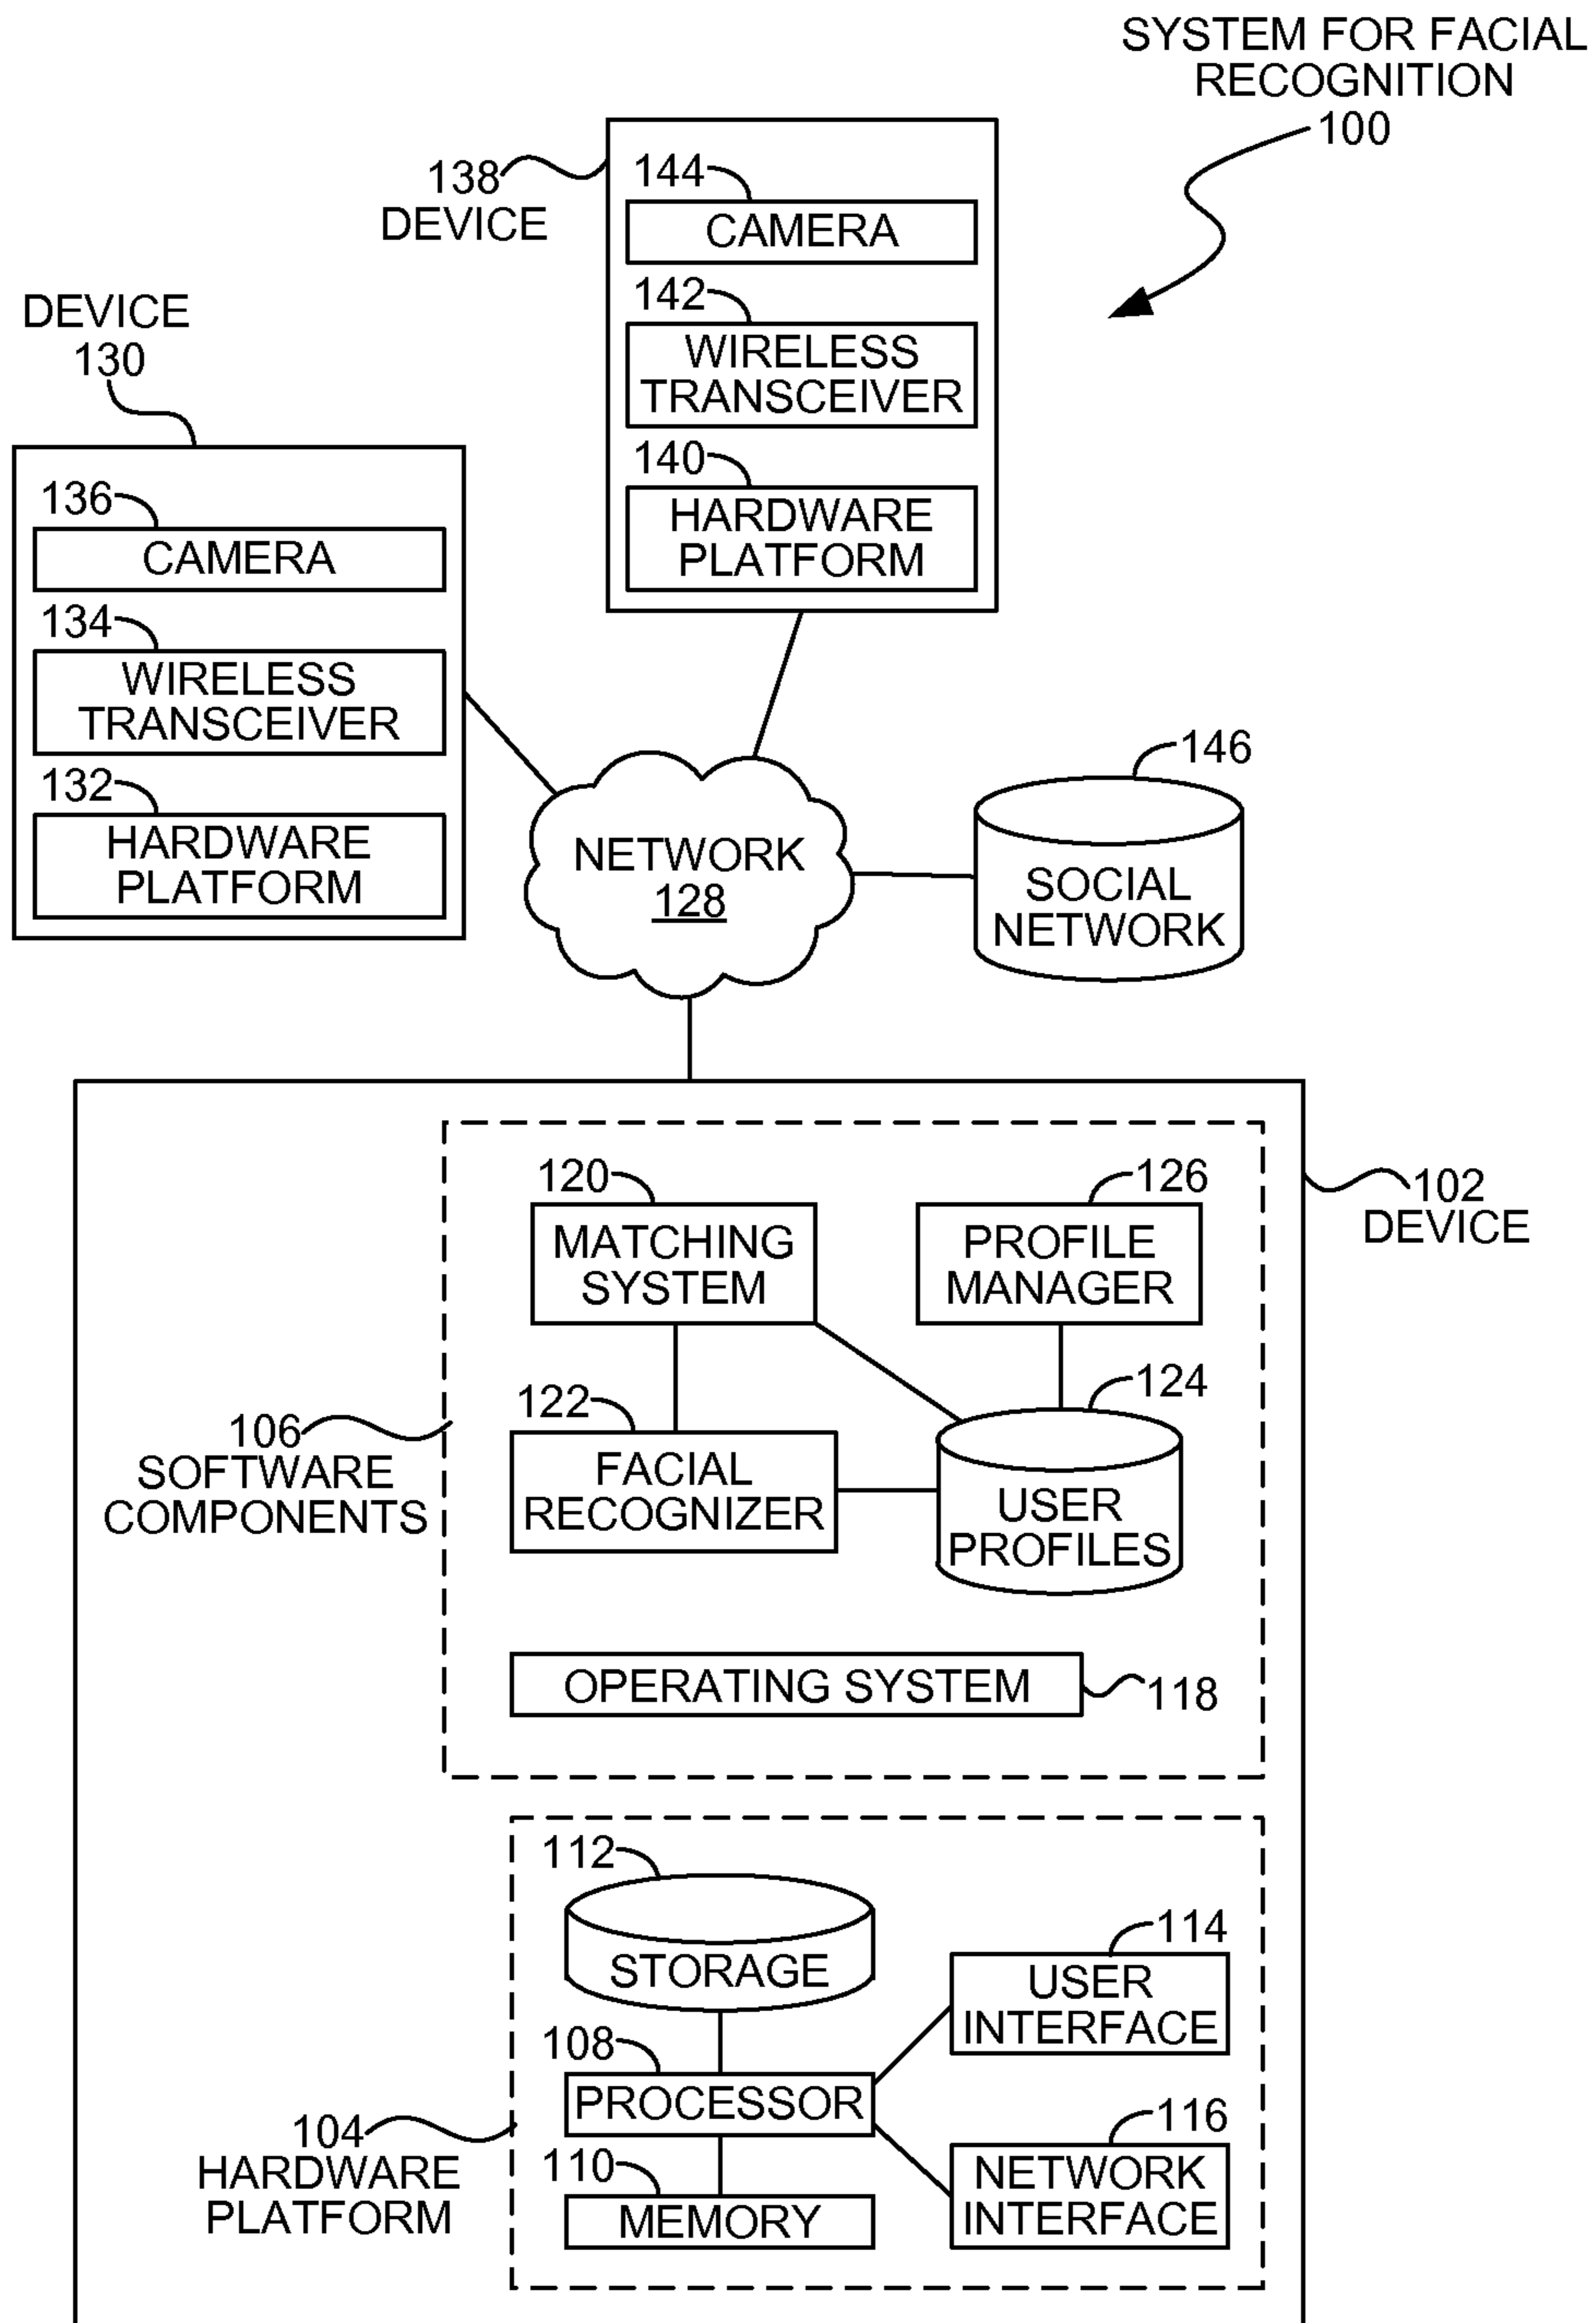 SYSTEM FOR FACIAL
RECOGNITION
100
138
DEVICE
144
CAMERA
142
WIRELESS
TRANSCEIVER
140
HARDWARE
PLATFORM
DEVICE
130
136
CAMERA
134
WIRELESS
TRANSCEIVER
132
HARDWARE
PLATFORM
NETWORK
128
146
SOCIAL
NETWORK
102
DEVICE
106
SOFTWARE
COMPONENTS
120
MATCHING
SYSTEM
126
PROFILE
MANAGER
122
FACIAL
RECOGNIZER
124
USER
PROFILES
OPERATING SYSTEM
118
104
HARDWARE
PLATFORM
112
STORAGE
108
PROCESSOR
110
MEMORY
114
USER
INTERFACE
116
NETWORK
INTERFACE